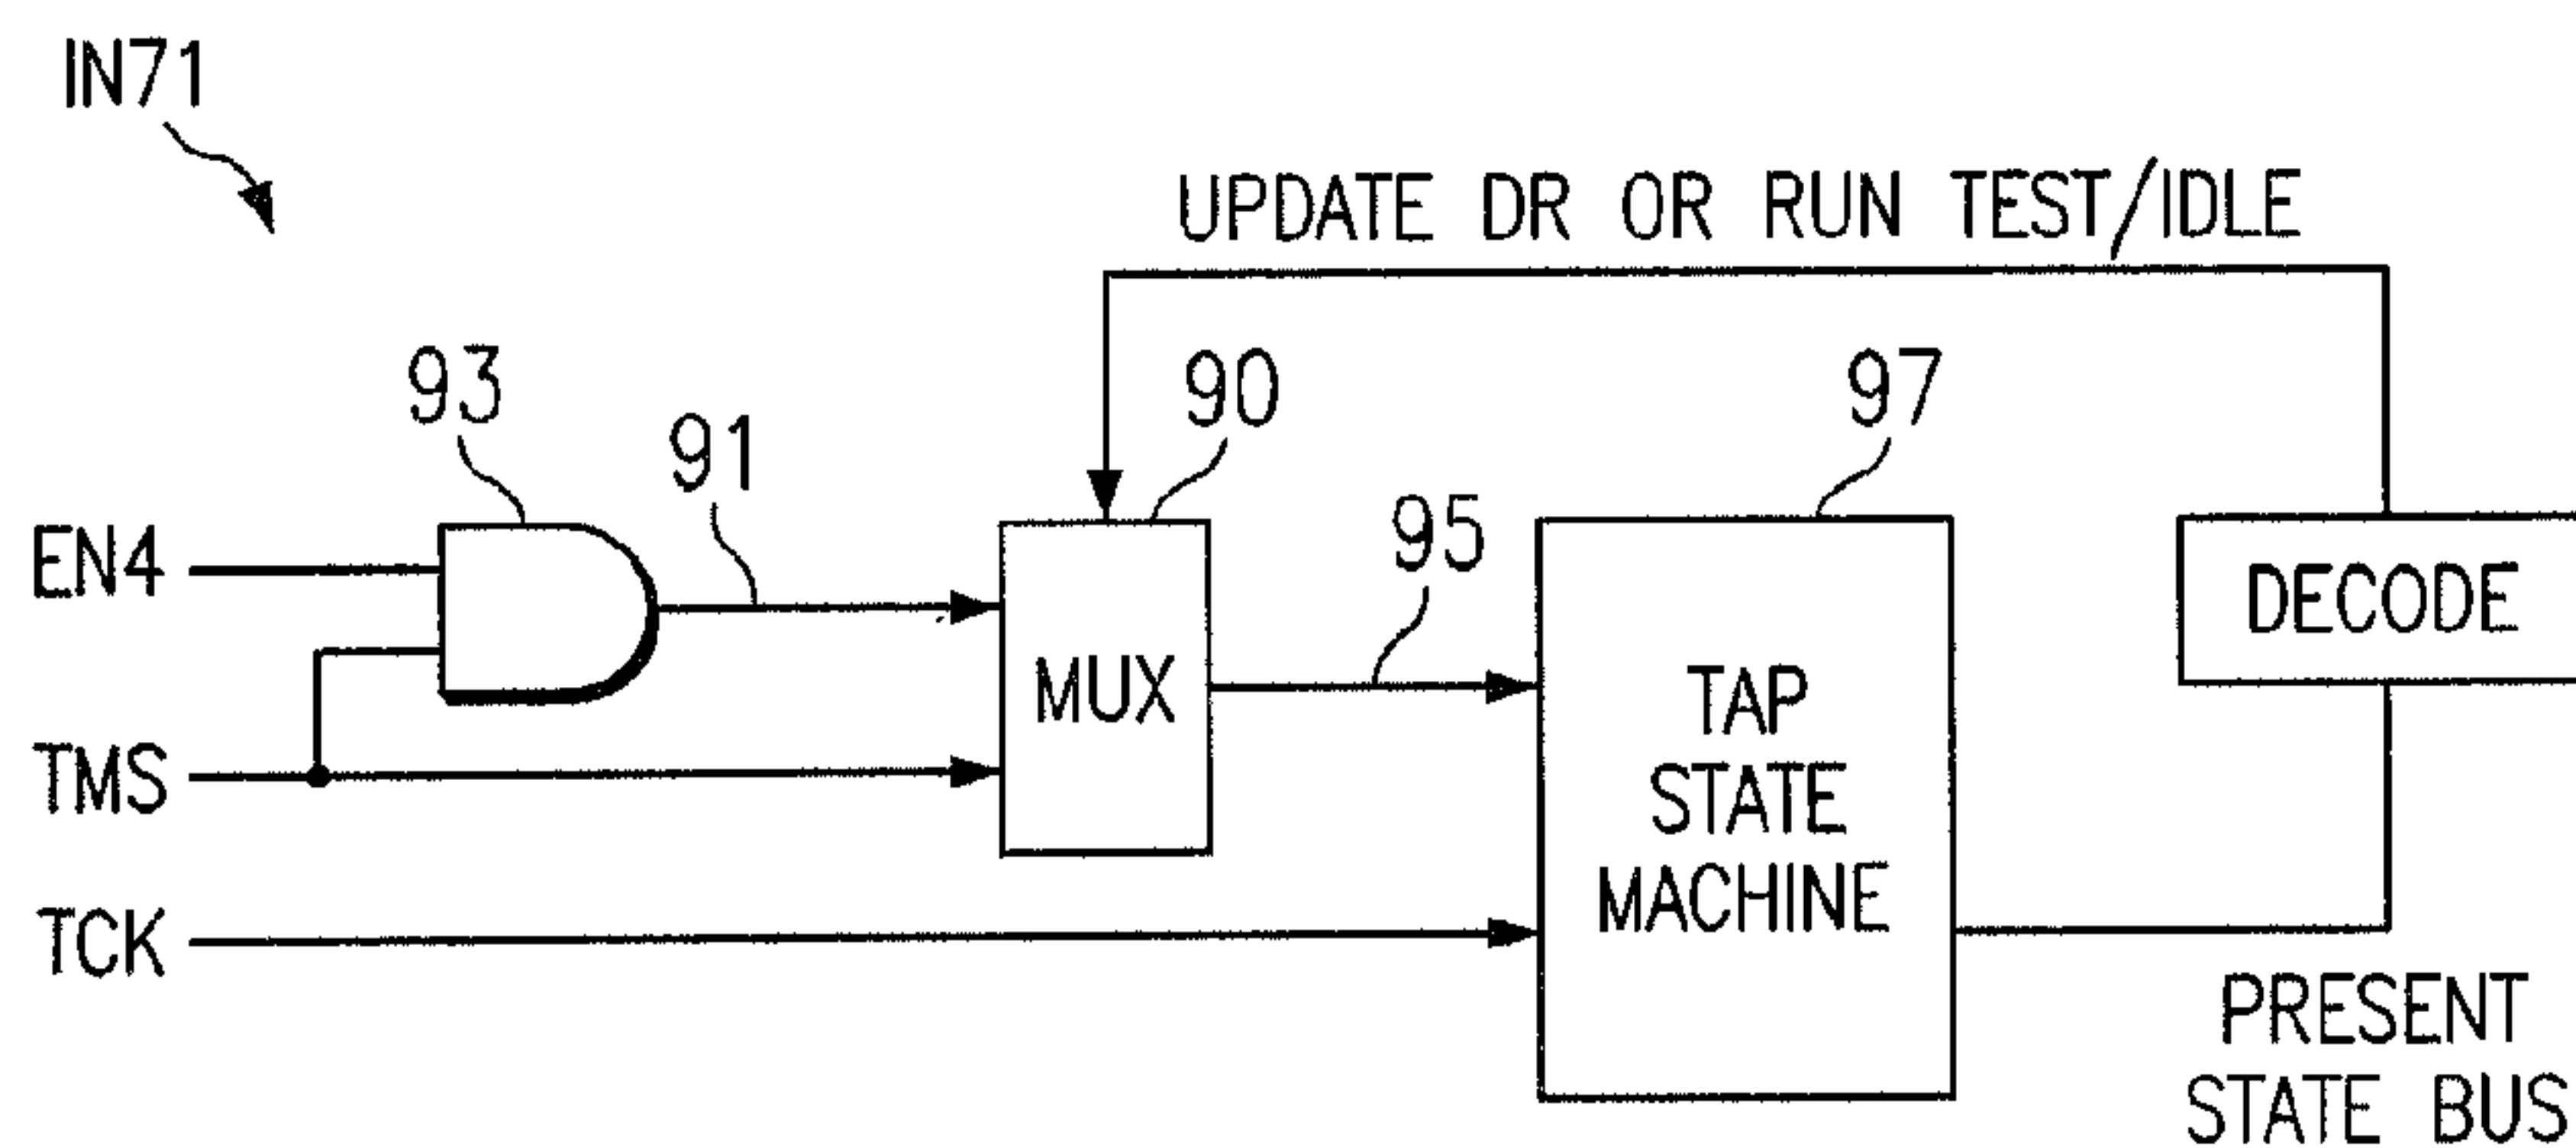 IN71
UPDATE DR OR RUN TEST/IDLE
93
91
90
95
97
EN4
TMS
TCK
MUX
TAP
STATE
MACHINE
DECODE
PRESENT
STATE BUS